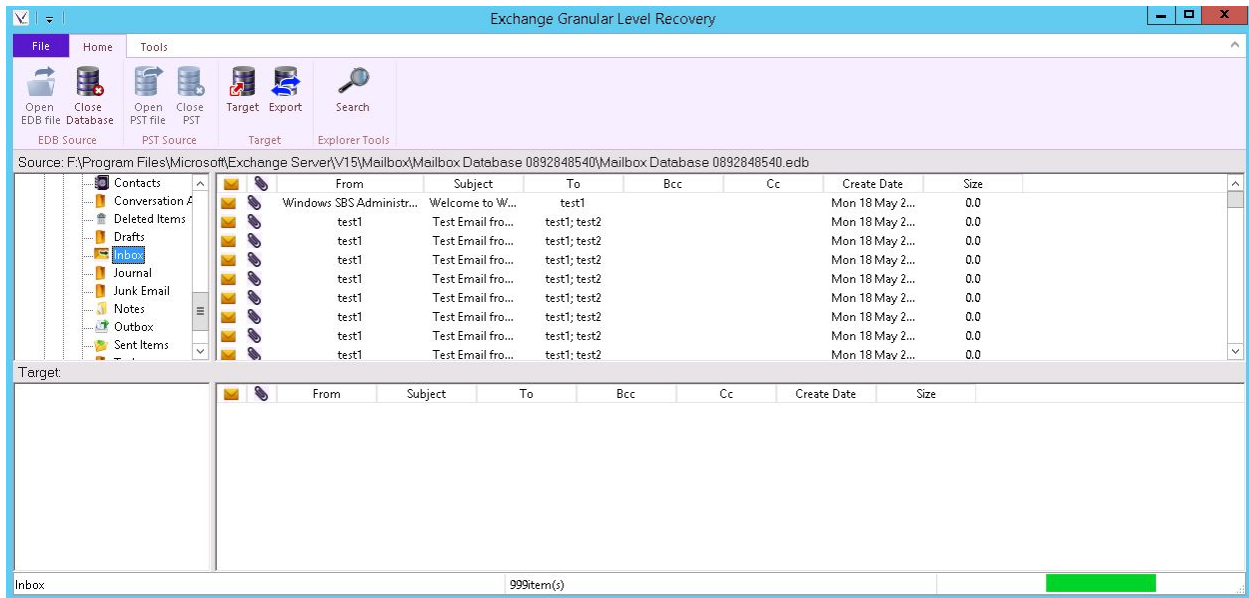 Exchange Granular Level Recovery
File Home Tools
Open EDB file Close Database Open PST file Close PST Target Export Search
EDB Source PST Source Target Explorer Tools
Source: F:\Program Files\Microsoft\Exchange Server\V15\Mailbox\Mailbox Database 0892848540\Mailbox Database 0892848540.edb
Contacts
Conversation A
Deleted Items
Drafts
Inbox
Journal
Junk Email
Notes
Outbox
Sent Items
From Subject To Bcc Cc Create Date Size
Windows SBS Administr... Welcome to W... test1 Mon 18 May 2... 0.0
test1 Test Email fro... test1; test2 Mon 18 May 2... 0.0
test1 Test Email fro... test1; test2 Mon 18 May 2... 0.0
test1 Test Email fro... test1; test2 Mon 18 May 2... 0.0
test1 Test Email fro... test1; test2 Mon 18 May 2... 0.0
test1 Test Email fro... test1; test2 Mon 18 May 2... 0.0
test1 Test Email fro... test1; test2 Mon 18 May 2... 0.0
test1 Test Email fro... test1; test2 Mon 18 May 2... 0.0
test1 Test Email fro... test1; test2 Mon 18 May 2... 0.0
Target:
From Subject To Bcc Cc Create Date Size
Inbox 999item(s)